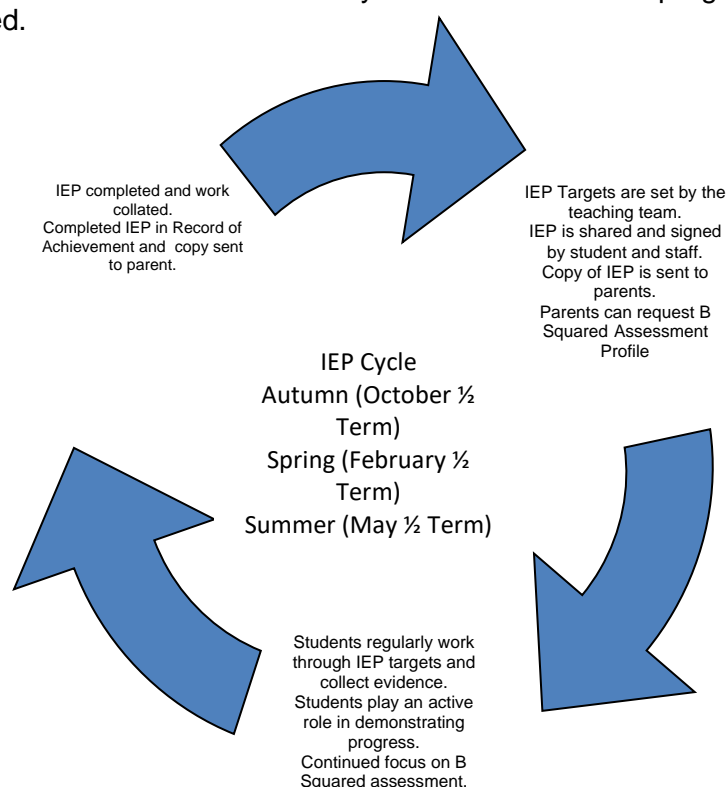 ed.
IEP completed and work
collated.
Completed IEP in Record of
Achievement and copy sent
to parent.
IEP Targets are set by the
teaching team.
IEP is shared and signed
by student and staff.
Copy of IEP is sent to
parents.
Parents can request B
Squared Assessment
Profile
IEP Cycle
Autumn (October ½
Term)
Spring (February ½
Term)
Summer (May ½ Term)
Students regularly work
through IEP targets and
collect evidence.
Students play an active
role in demonstrating
progress.
Continued focus on B
Squared assessment.